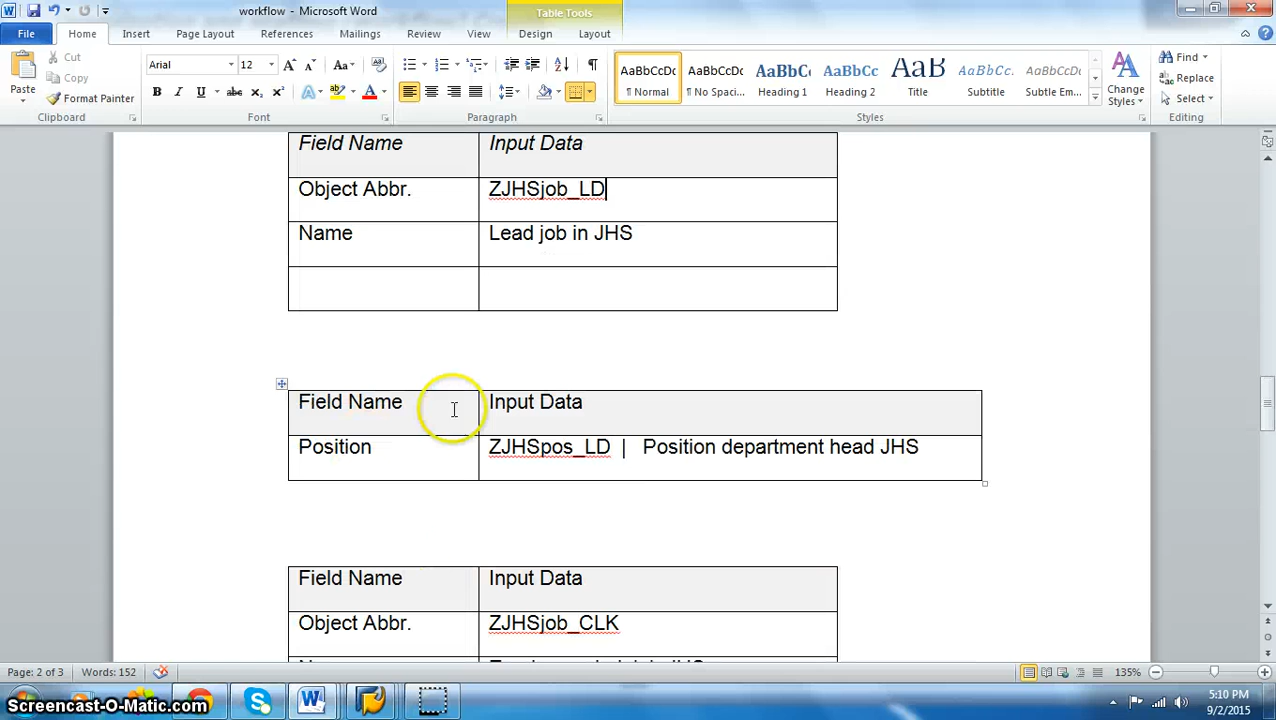 workflow - Microsoft Word
Table Tools
File Home Insert Page Layout References Mailings Review View Design Layout
Paste
Cut
Copy
Format Painter
Clipboard
Arial 12
Font
Paragraph
AaBbCcDc AaBbCcDc AaBbCc AaBbCc AaB AaBbCcDc AaBbCcDc
¶ Normal ¶ No Spaci... Heading 1 Heading 2 Title Subtitle Subtle Em...
Styles
Change Styles
Find
Replace
Select
Editing
Field Name Input Data
Object Abbr. ZJHSjob_LD
Name Lead job in JHS
Field Name Input Data
Position ZJHSpos_LD | Position department head JHS
Field Name Input Data
Object Abbr. ZJHSjob_CLK
Page: 2 of 3 Words: 152 135%
Screencast-O-Matic.com
5:10 PM
9/2/2015